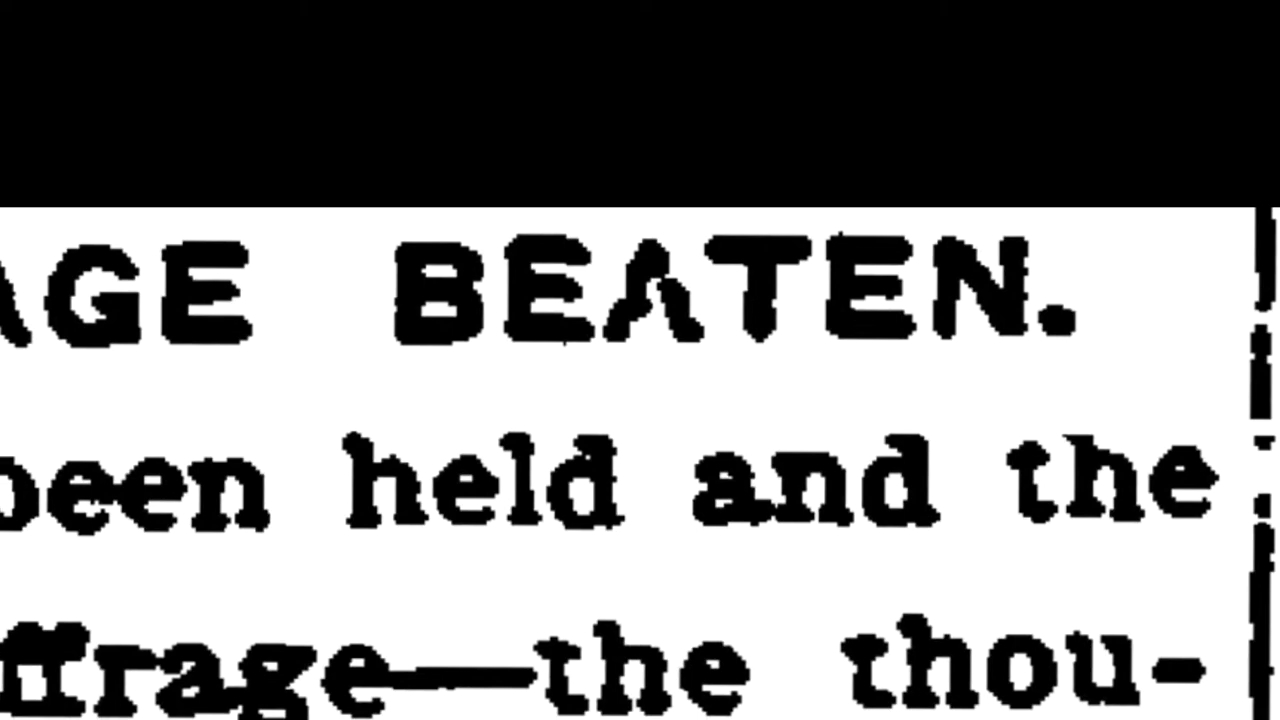 AGE BEATEN.
been held and the
ffrage—the thou-